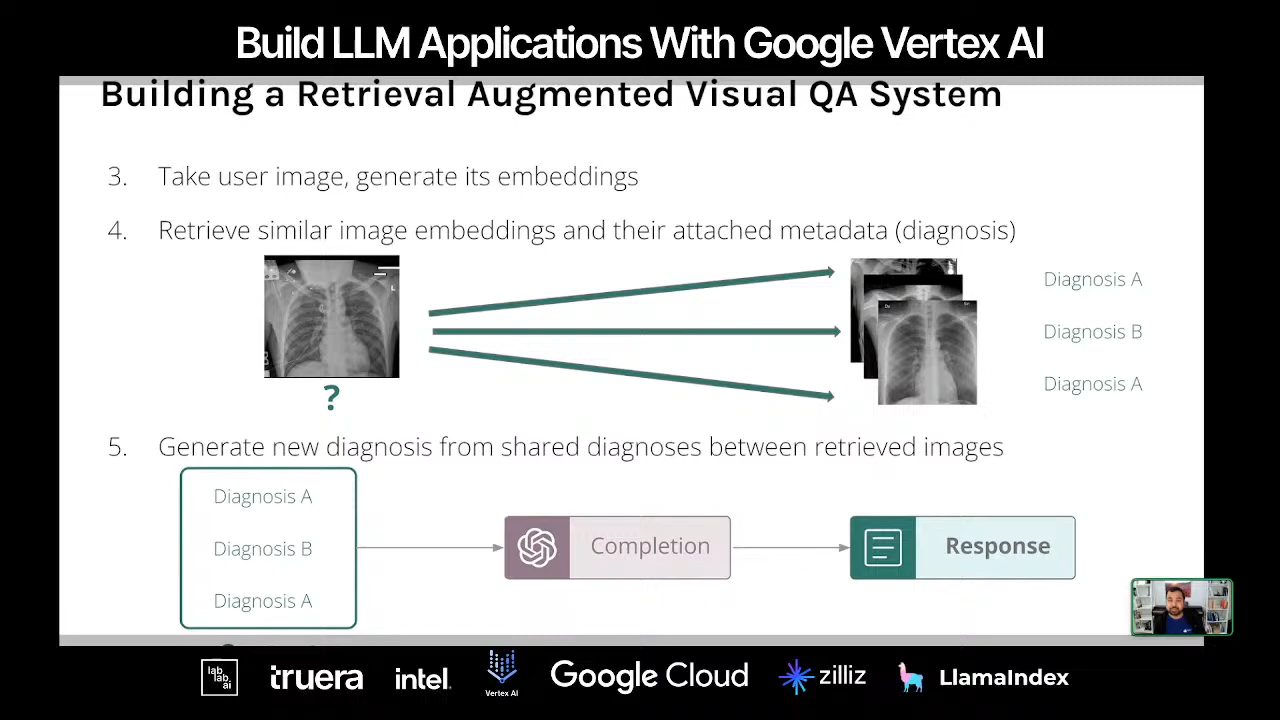 Build LLM Applications With Google Vertex AI
Building a Retrieval Augmented Visual QA System
3. Take user image, generate its embeddings
4. Retrieve similar image embeddings and their attached metadata (diagnosis)
Diagnosis A
Diagnosis B
Diagnosis A
?
5. Generate new diagnosis from shared diagnoses between retrieved images
Diagnosis A
Diagnosis B
Diagnosis A
Completion
Response
lab
lab
.ai
truera
intel.
Vertex AI
Google Cloud
zilliz
LlamaIndex